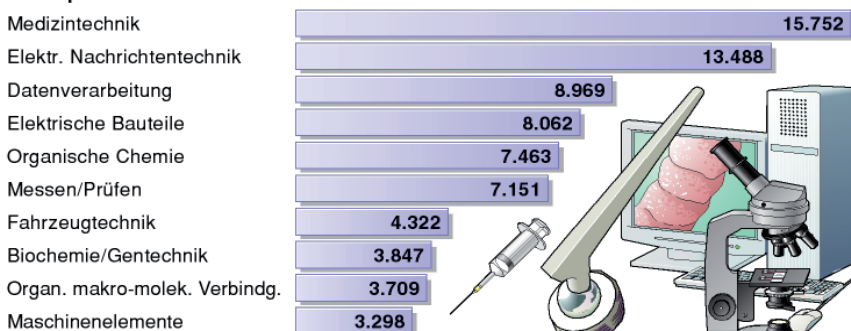 Medizintechnik 15.752
Elektr. Nachrichtentechnik 13.488
Datenverarbeitung 8.969
Elektrische Bauteile 8.062
Organische Chemie 7.463
Messen/Prüfen 7.151
Fahrzeugtechnik 4.322
Biochemie/Gentechnik 3.847
Organ. makro-molek. Verbindg. 3.709
Maschinenelemente 3.298